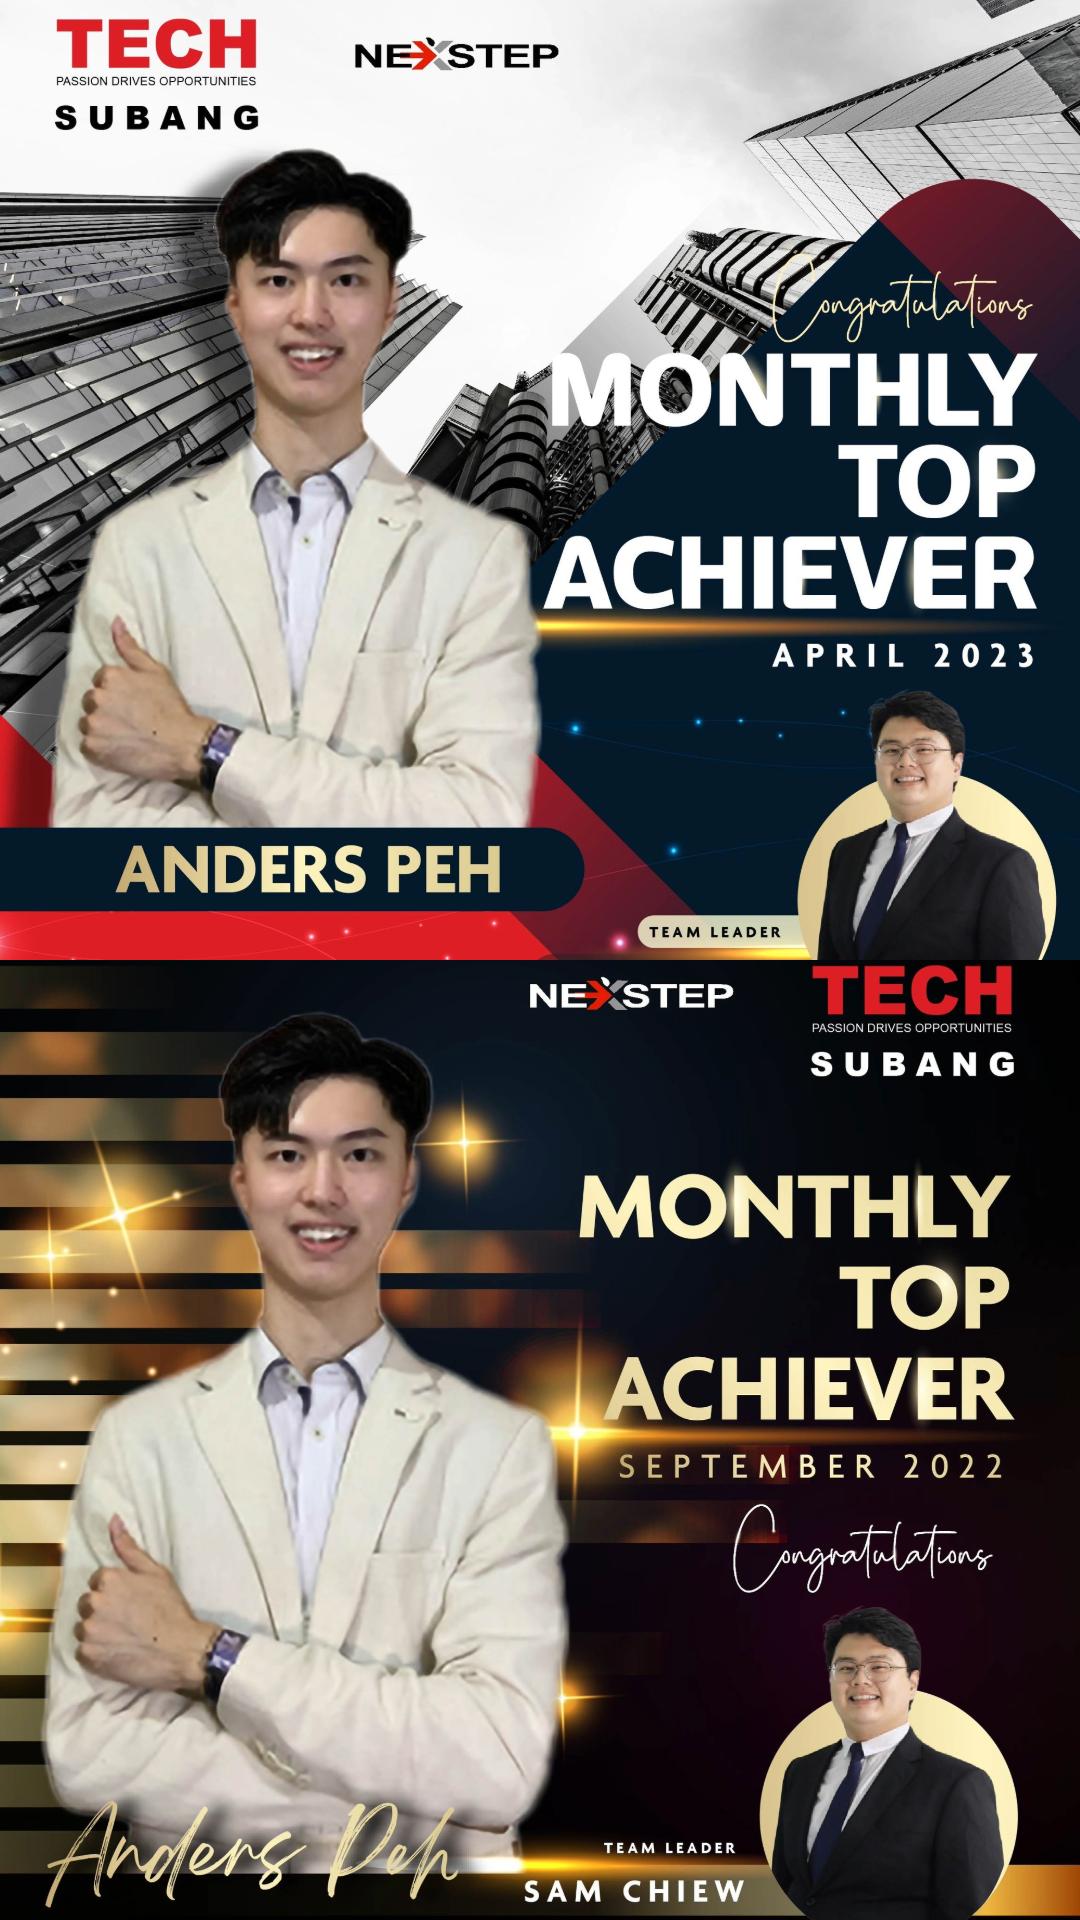 TECH
PASSION DRIVES OPPORTUNITIES
SUBANG
NEXSTEP
Congratulations
MONTHLY
TOP
ACHIEVER
APRIL 2023
ANDERS PEH
TEAM LEADER
NEXSTEP
TECH
PASSION DRIVES OPPORTUNITIES
SUBANG
MONTHLY
TOP
ACHIEVER
SEPTEMBER 2022
Congratulations
Anders Peh
TEAM LEADER
SAM CHIEW